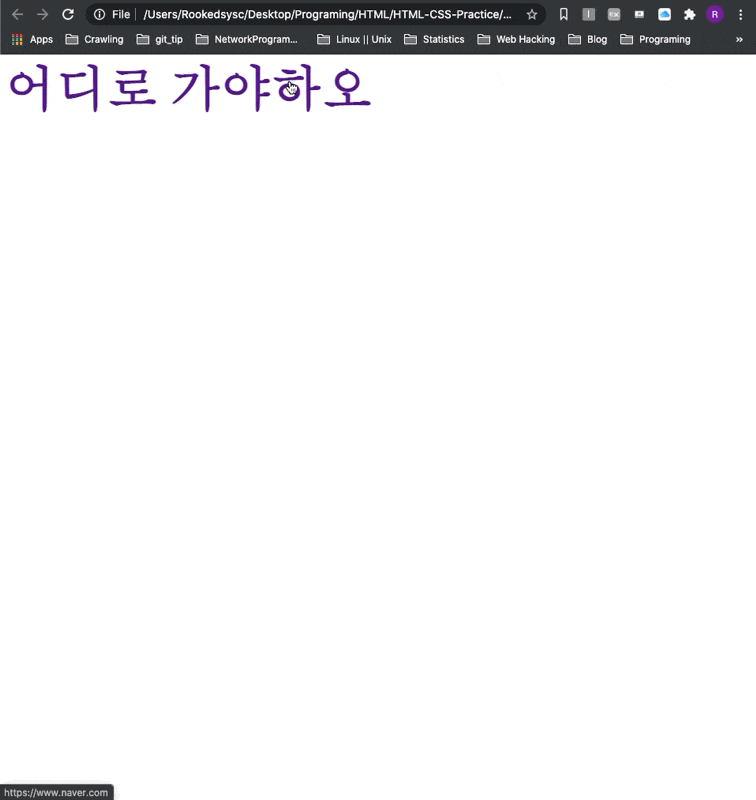 File /Users/Rookedsysc/Desktop/Programing/HTML/HTML-CSS-Practice/...
R
Apps Crawling git_tip NetworkProgram... Linux || Unix Statistics Web Hacking Blog Programing »
어디로 가야하오
https://www.naver.com